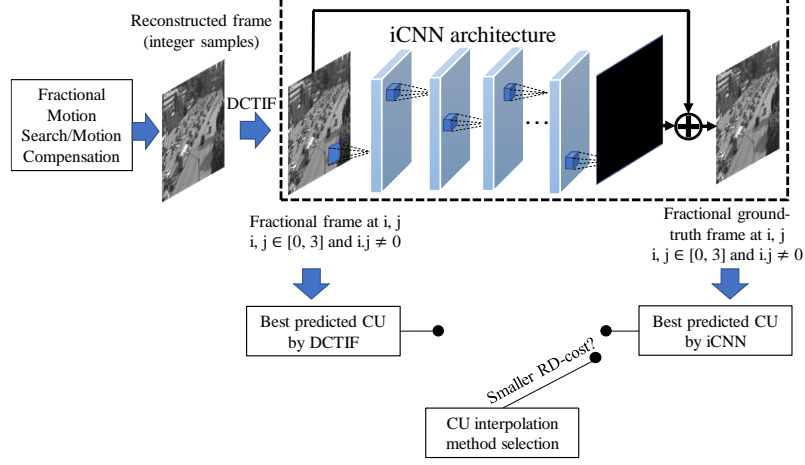 Reconstructed frame
(integer samples)
iCNN architecture
Fractional
Motion
Search/Motion
Compensation
DCTIF
...
Fractional frame at i, j
i, j ∈ [0, 3] and i.j ≠ 0
Fractional ground-
truth frame at i, j
i, j ∈ [0, 3] and i.j ≠ 0
Best predicted CU
by DCTIF
Best predicted CU
by iCNN
Smaller RD-cost?
CU interpolation
method selection